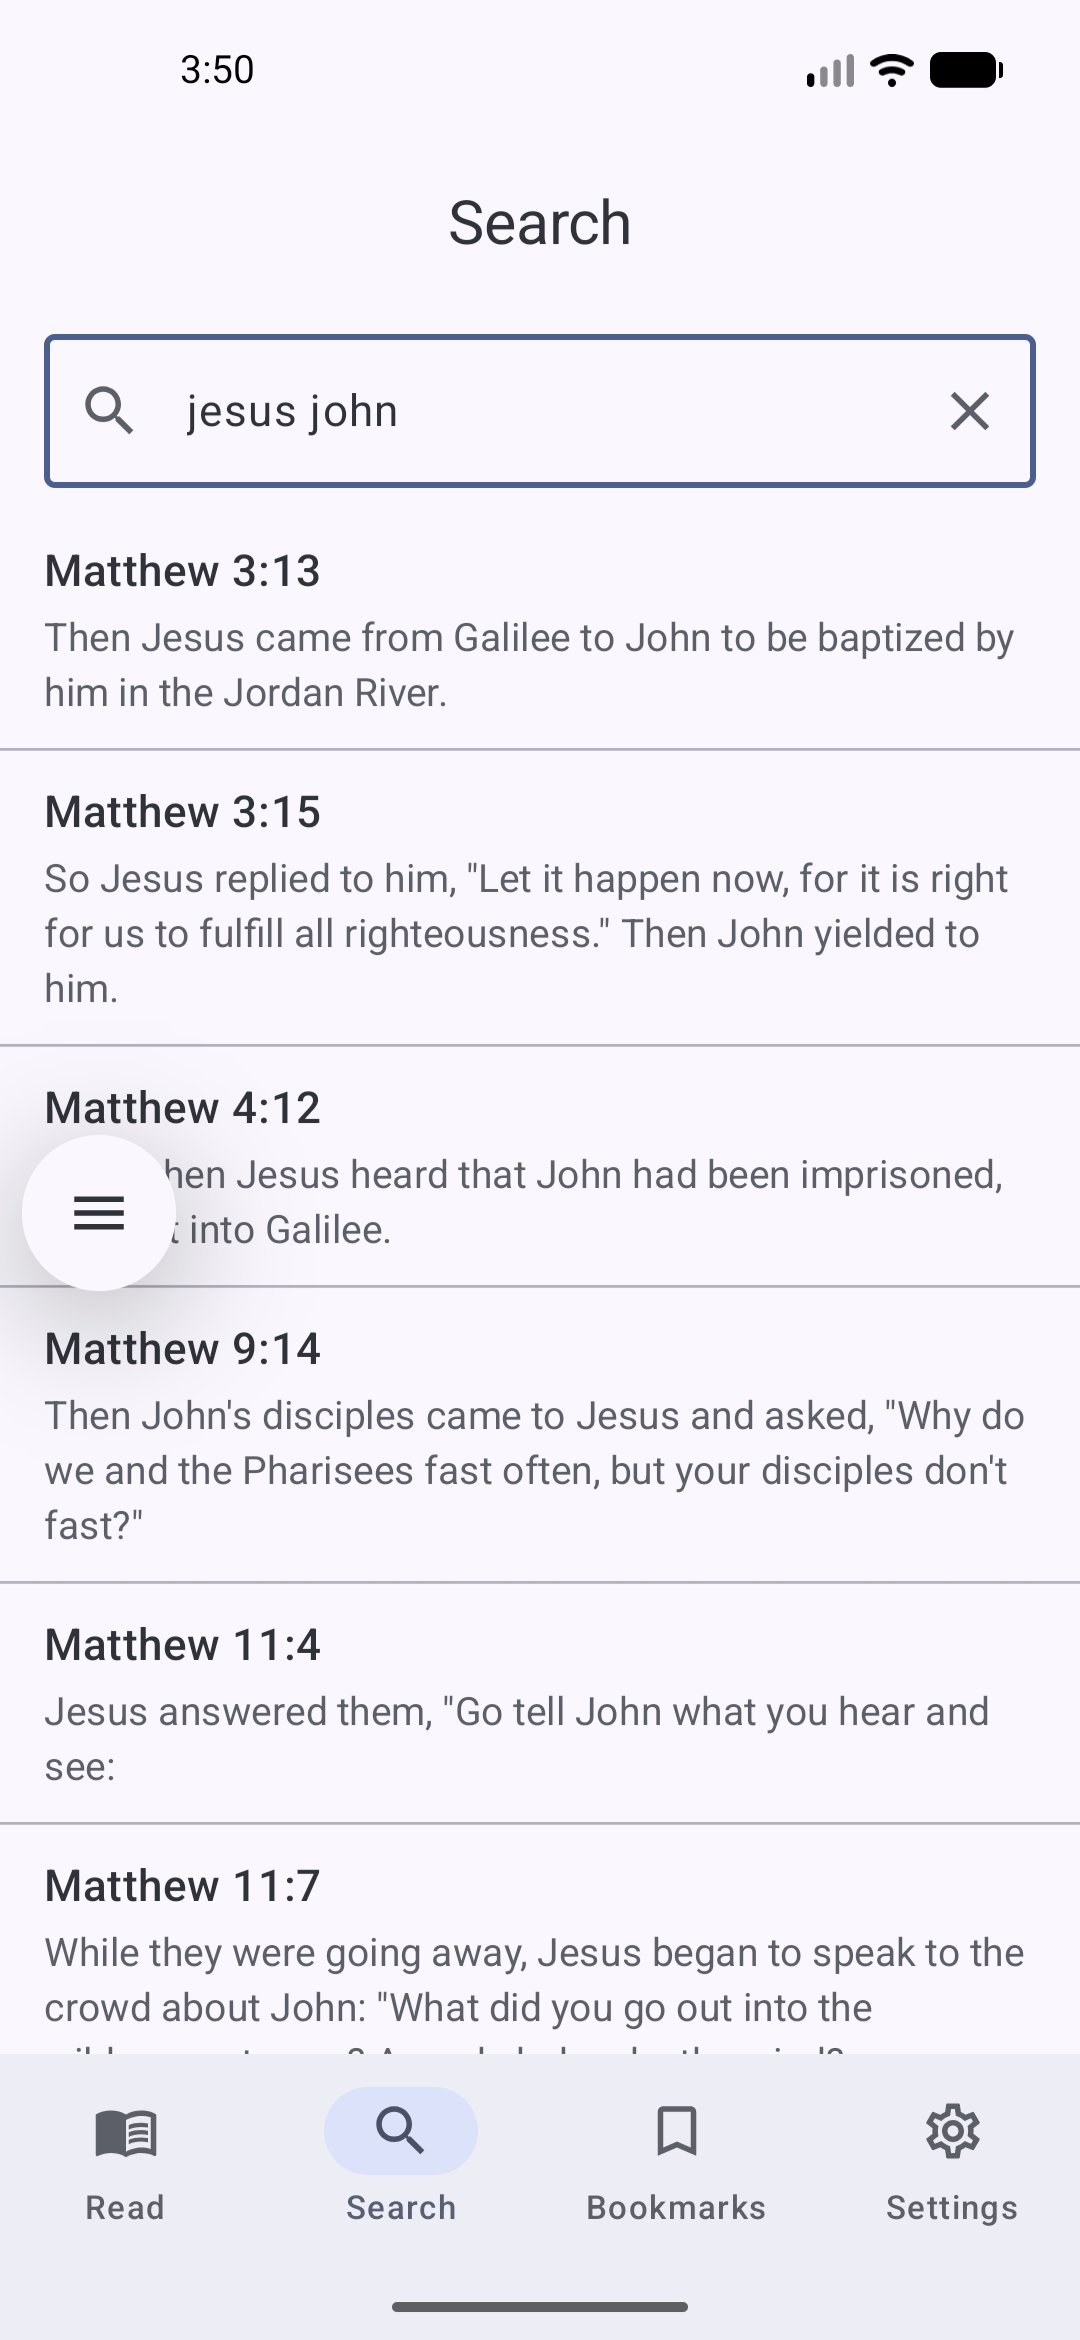 3:50
Search
jesus john
Matthew 3:13
Then Jesus came from Galilee to John to be baptized by
him in the Jordan River.
Matthew 3:15
So Jesus replied to him, "Let it happen now, for it is right
for us to fulfill all righteousness." Then John yielded to
him.
Matthew 4:12
hen Jesus heard that John had been imprisoned,
t into Galilee.
Matthew 9:14
Then John's disciples came to Jesus and asked, "Why do
we and the Pharisees fast often, but your disciples don't
fast?"
Matthew 11:4
Jesus answered them, "Go tell John what you hear and
see:
Matthew 11:7
While they were going away, Jesus began to speak to the
crowd about John: "What did you go out into the
Read
Search
Bookmarks
Settings